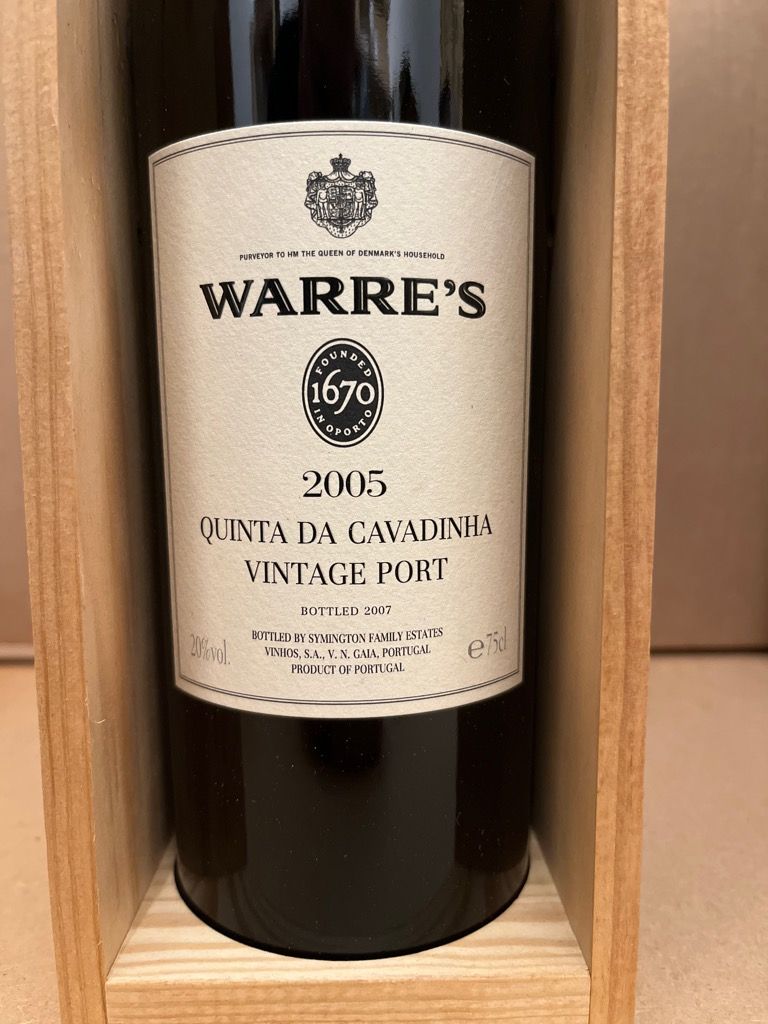 PURVEYOR TO HM THE QUEEN OF DENMARK'S HOUSEHOLD
WARRE'S
FOUNDED
1670
IN OPORTO
2005
QUINTA DA CAVADINHA
VINTAGE PORT
BOTTLED 2007
20%vol.
BOTTLED BY SYMINGTON FAMILY ESTATES
VINHOS, S.A., V. N. GAIA, PORTUGAL
PRODUCT OF PORTUGAL
e 75cl